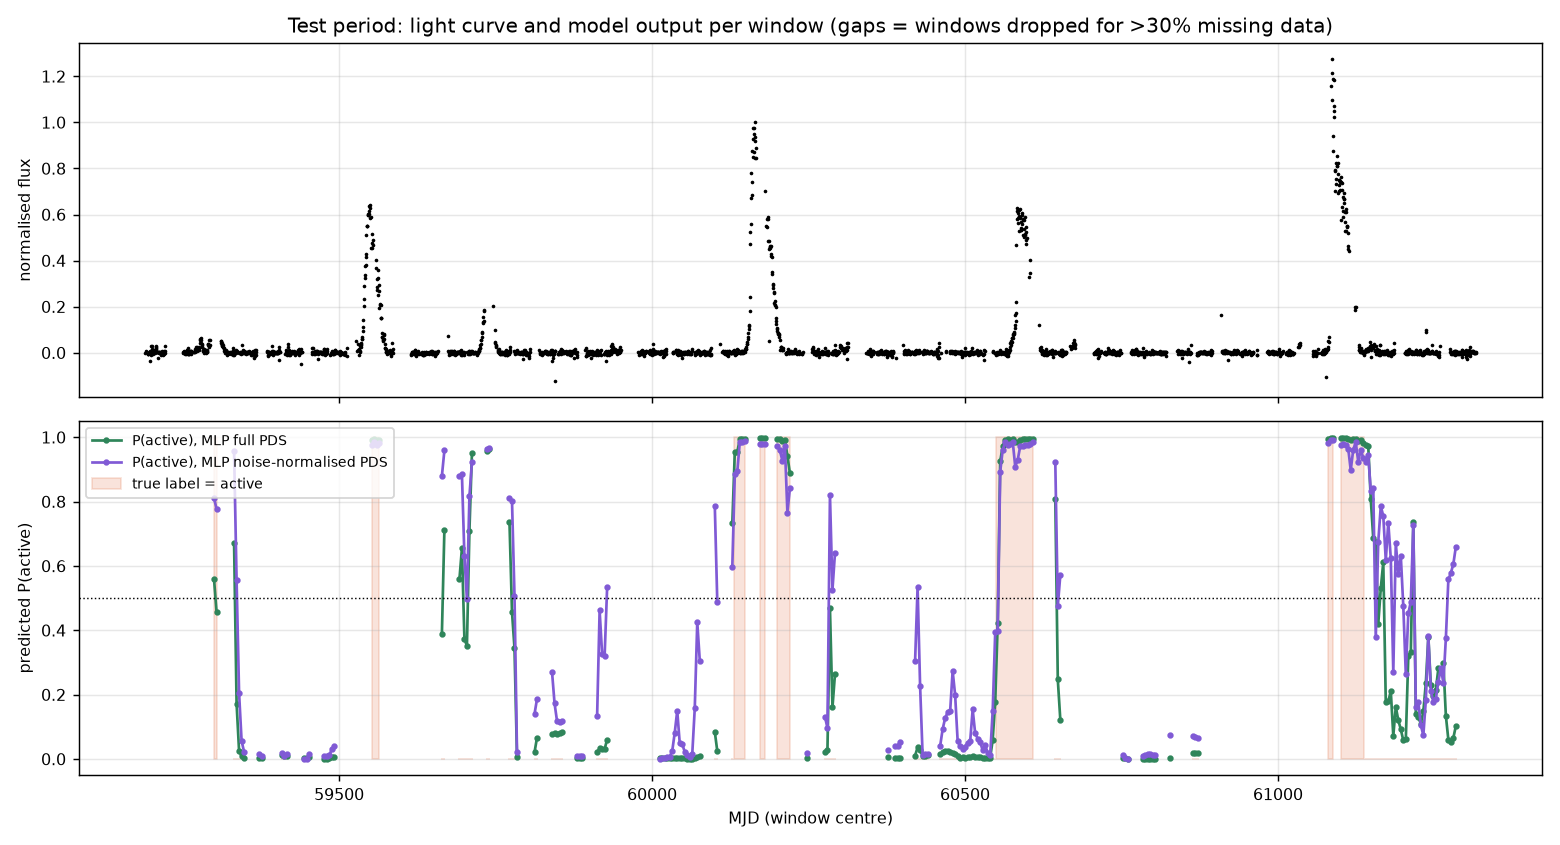 Test period: light curve and model output per window (gaps = windows dropped for >30% missing data)
normalised flux
1.2
1.0
0.8
0.6
0.4
0.2
0.0
predicted P(active)
1.0
0.8
0.6
0.4
0.2
0.0
P(active), MLP full PDS
P(active), MLP noise-normalised PDS
true label = active
59500
60000
60500
61000
MJD (window centre)